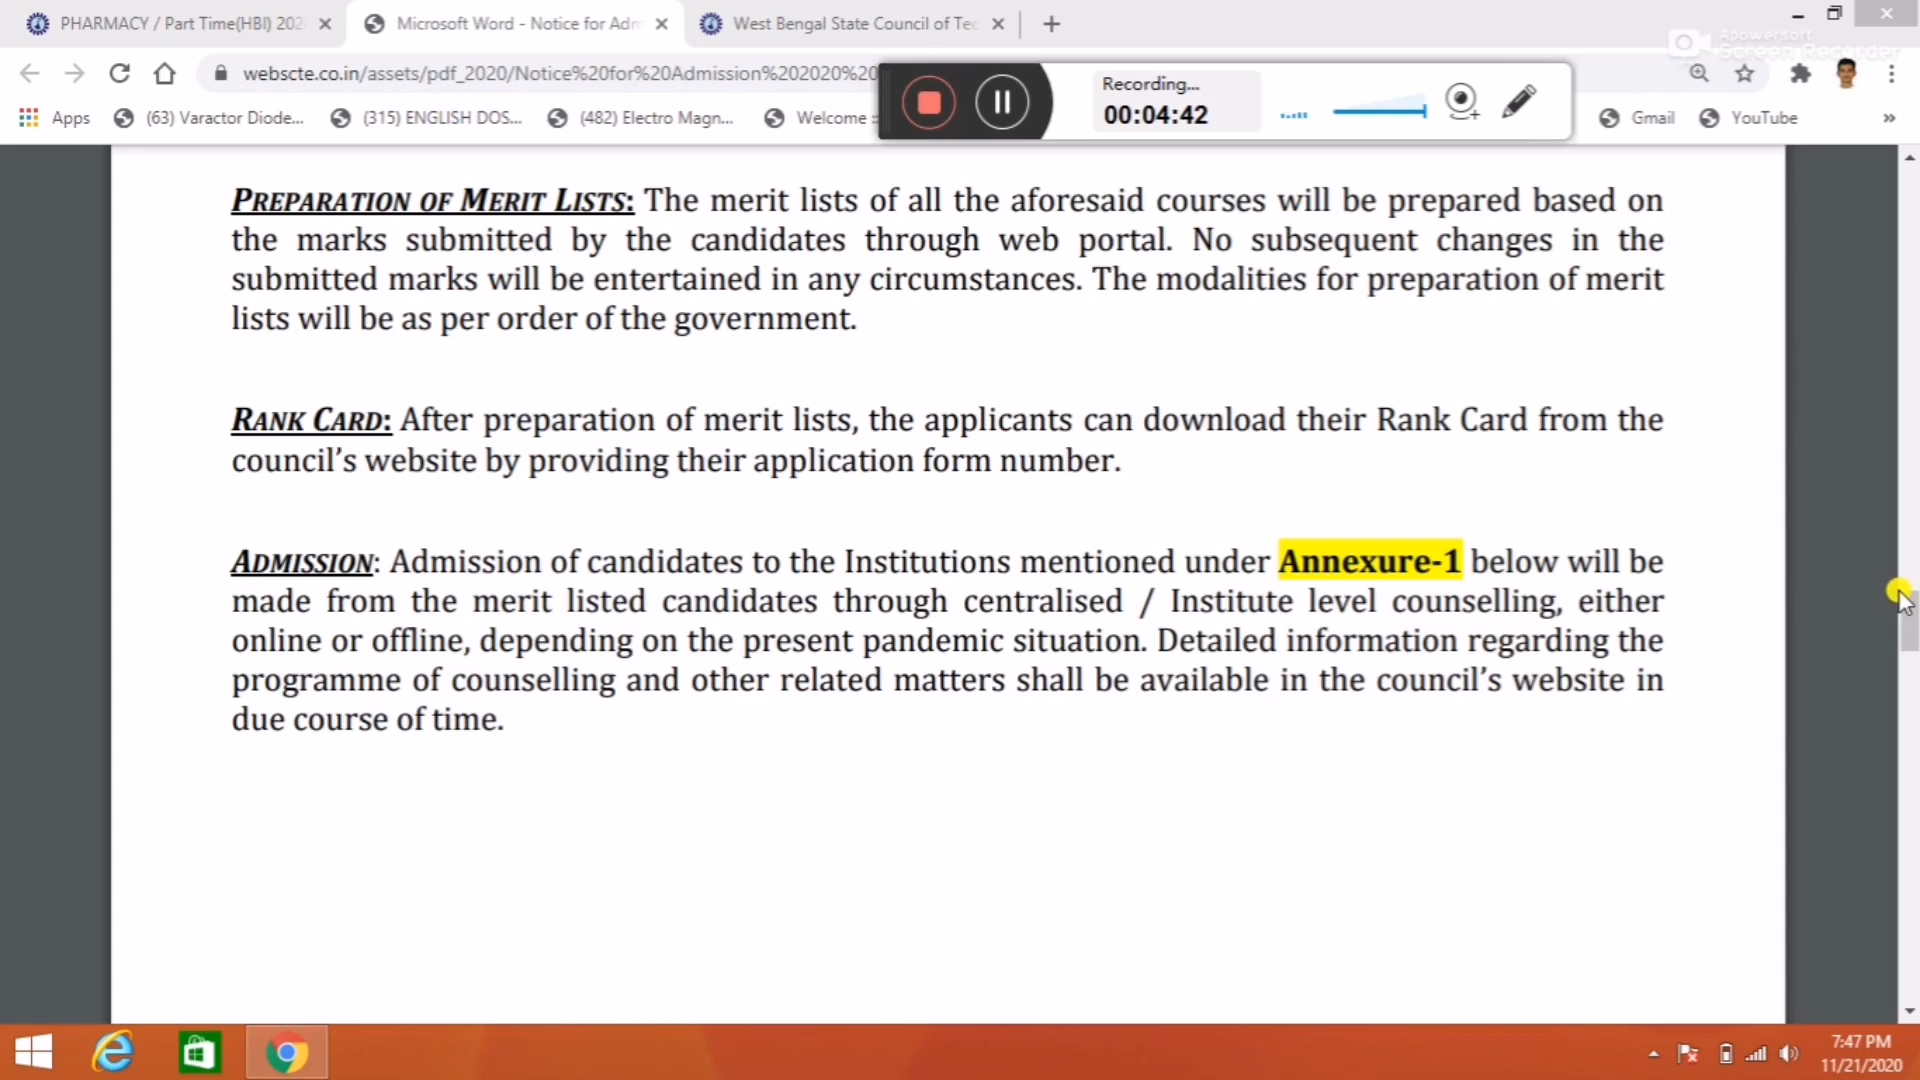 PHARMACY / Part Time(HBI) 202
Microsoft Word - Notice for Adm
West Bengal State Council of Tec
Apowersoft
Screen Recorder
webscte.co.in/assets/pdf_2020/Notice%20for%20Admission%202020%20
Recording...
00:04:42
Apps
(63) Varactor Diode...
(315) ENGLISH DOS...
(482) Electro Magn...
Welcome ::
Gmail
YouTube
»
PREPARATION OF MERIT LISTS: The merit lists of all the aforesaid courses will be prepared based on
the marks submitted by the candidates through web portal. No subsequent changes in the
submitted marks will be entertained in any circumstances. The modalities for preparation of merit
lists will be as per order of the government.
RANK CARD: After preparation of merit lists, the applicants can download their Rank Card from the
council’s website by providing their application form number.
ADMISSION: Admission of candidates to the Institutions mentioned under Annexure-1 below will be
made from the merit listed candidates through centralised / Institute level counselling, either
online or offline, depending on the present pandemic situation. Detailed information regarding the
programme of counselling and other related matters shall be available in the council’s website in
due course of time.
7:47 PM
11/21/2020